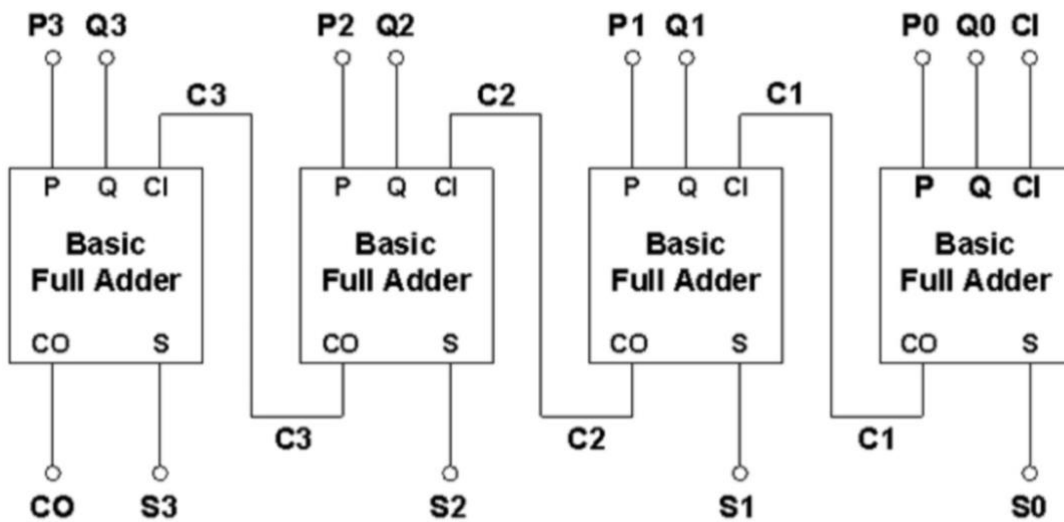 P3 Q3 P2 Q2 P1 Q1 P0 Q0 CI
C3 C2 C1
P Q CI P Q CI P Q CI P Q CI
Basic Basic Basic Basic
Full Adder Full Adder Full Adder Full Adder
CO S CO S CO S CO S
C3 C2 C1
CO S3 S2 S1 S0